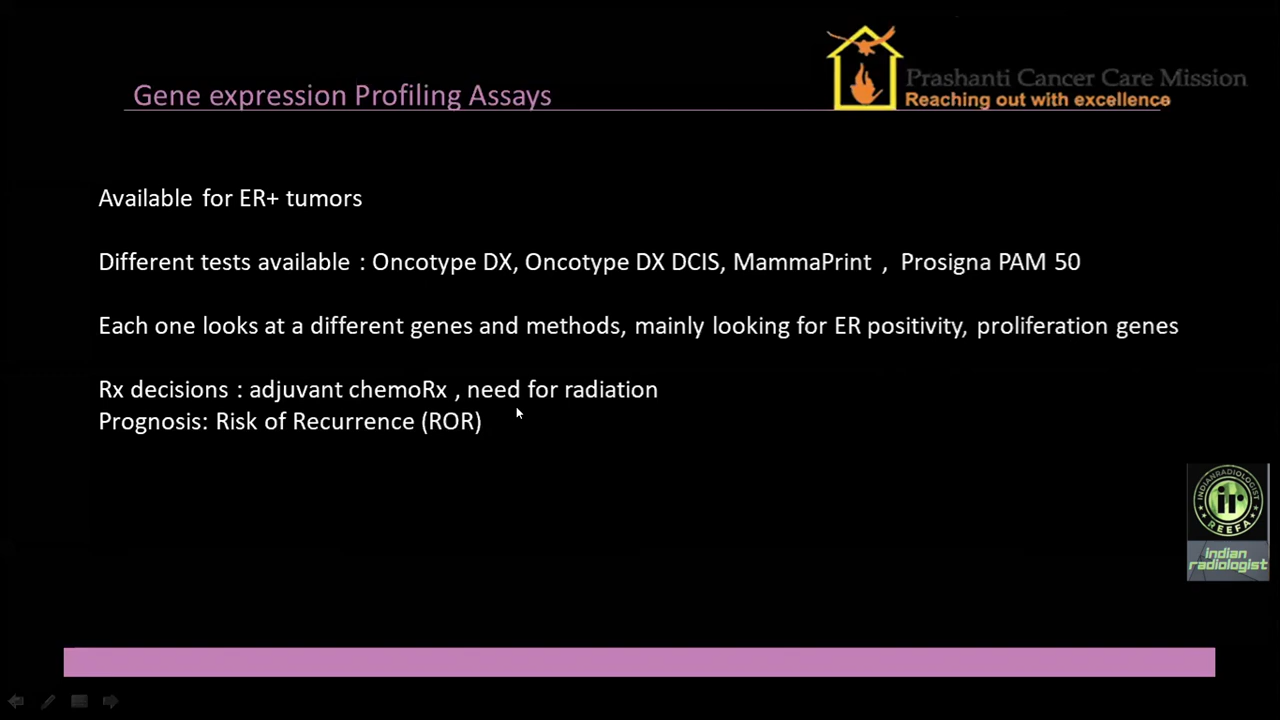 Gene expression Profiling Assays
Prashanti Cancer Care Mission
Reaching out with excellence
Available for ER+ tumors
Different tests available : Oncotype DX, Oncotype DX DCIS, MammaPrint , Prosigna PAM 50
Each one looks at a different genes and methods, mainly looking for ER positivity, proliferation genes
Rx decisions : adjuvant chemoRx , need for radiation
Prognosis: Risk of Recurrence (ROR)
INDIANRADIOLOGIST
ir
REEFA
indian
radiologist